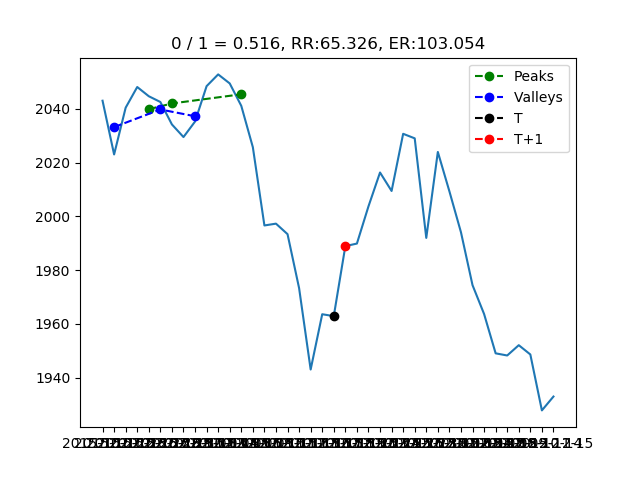 0 / 1 = 0.516, RR:65.326, ER:103.054
Peaks
Valleys
T
T+1
2040
2020
2000
1980
1960
1940